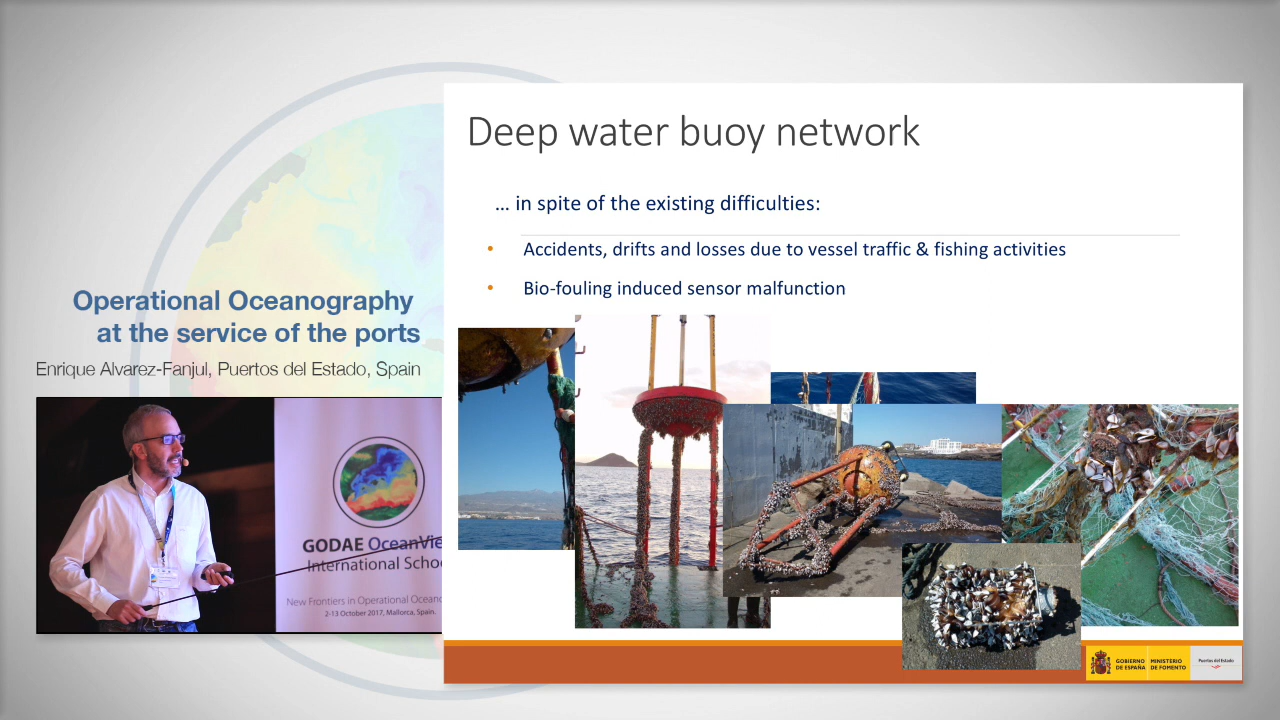 Deep water buoy network
... in spite of the existing difficulties:
• Accidents, drifts and losses due to vessel traffic & fishing activities
• Bio-fouling induced sensor malfunction
Operational Oceanography
at the service of the ports
Enrique Alvarez-Fanjul, Puertos del Estado, Spain
GODAE OceanVie
International Schoo
New Frontiers in Operational Oceano
2-13 October 2017, Mallorca, Spain.
GOBIERNO
DE ESPAÑA
MINISTERIO
DE FOMENTO
Puertos del Estado